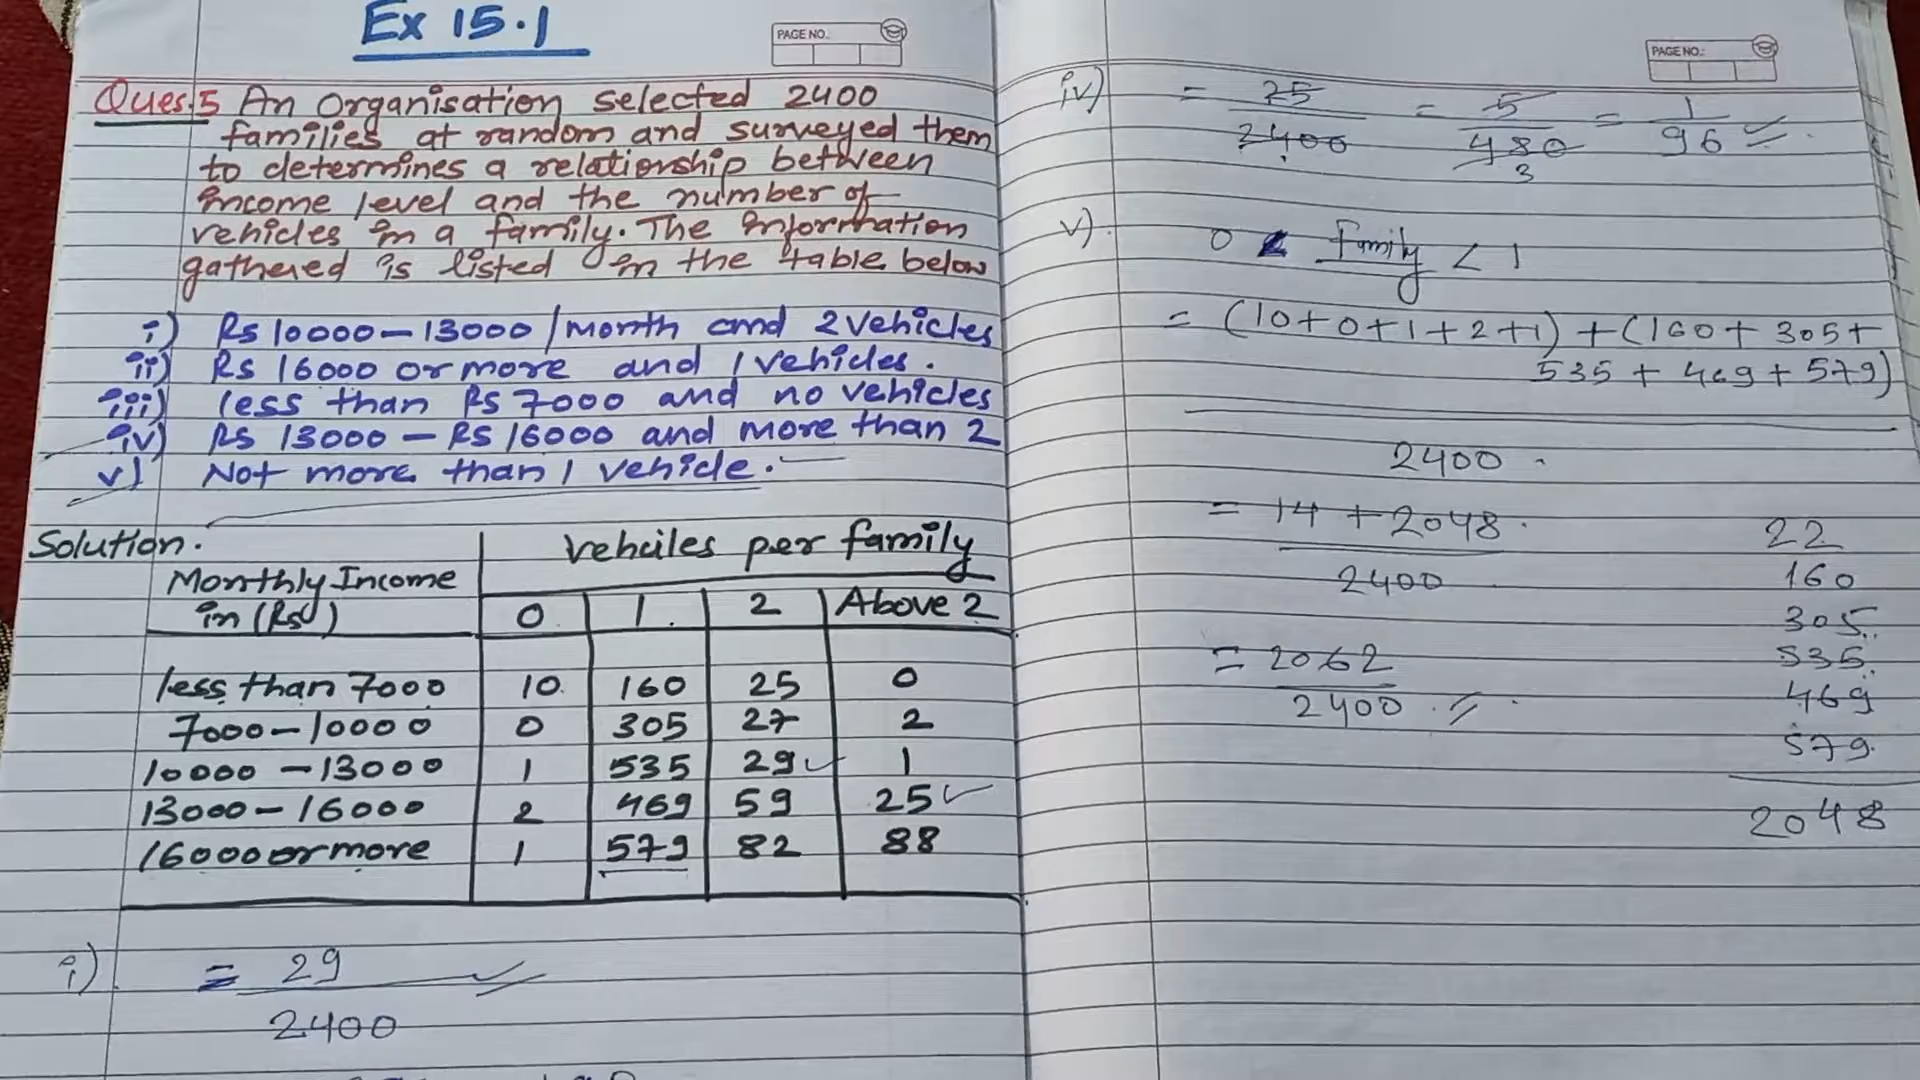 Ex 15.1
PAGE NO.
Ques.5 An Organisation selected 2400
families at random and surveyed them
to determines a relationship between
income level and the number of
vehicles in a family. The information
gathered is listed in the table below
i) Rs 10000-13000/month and 2 vehicles
ii) Rs 16000 or more and 1 vehicles.
iii) less than Rs 7000 and no vehicles
iv) Rs 13000 - Rs 16000 and more than 2
v) Not more than 1 vehicle.
Solution.
Monthly Income in (Rs) vehciles per family
0 1 2 Above 2
less than 7000 10 160 25 0
7000-10000 0 305 27 2
10000-13000 1 535 29 1
13000-16000 2 469 59 25
16000 or more 1 579 82 88
i) = 29
2400
PAGE NO.:
iv) = 25/2400 = 5/480 = 1/96
3
v) 0 family < 1
= (10+0+1+2+1) + (160+305+
535+469+579)
2400
= 14+2048
2400
= 2062
2400
22
160
305
535
469
579
2048